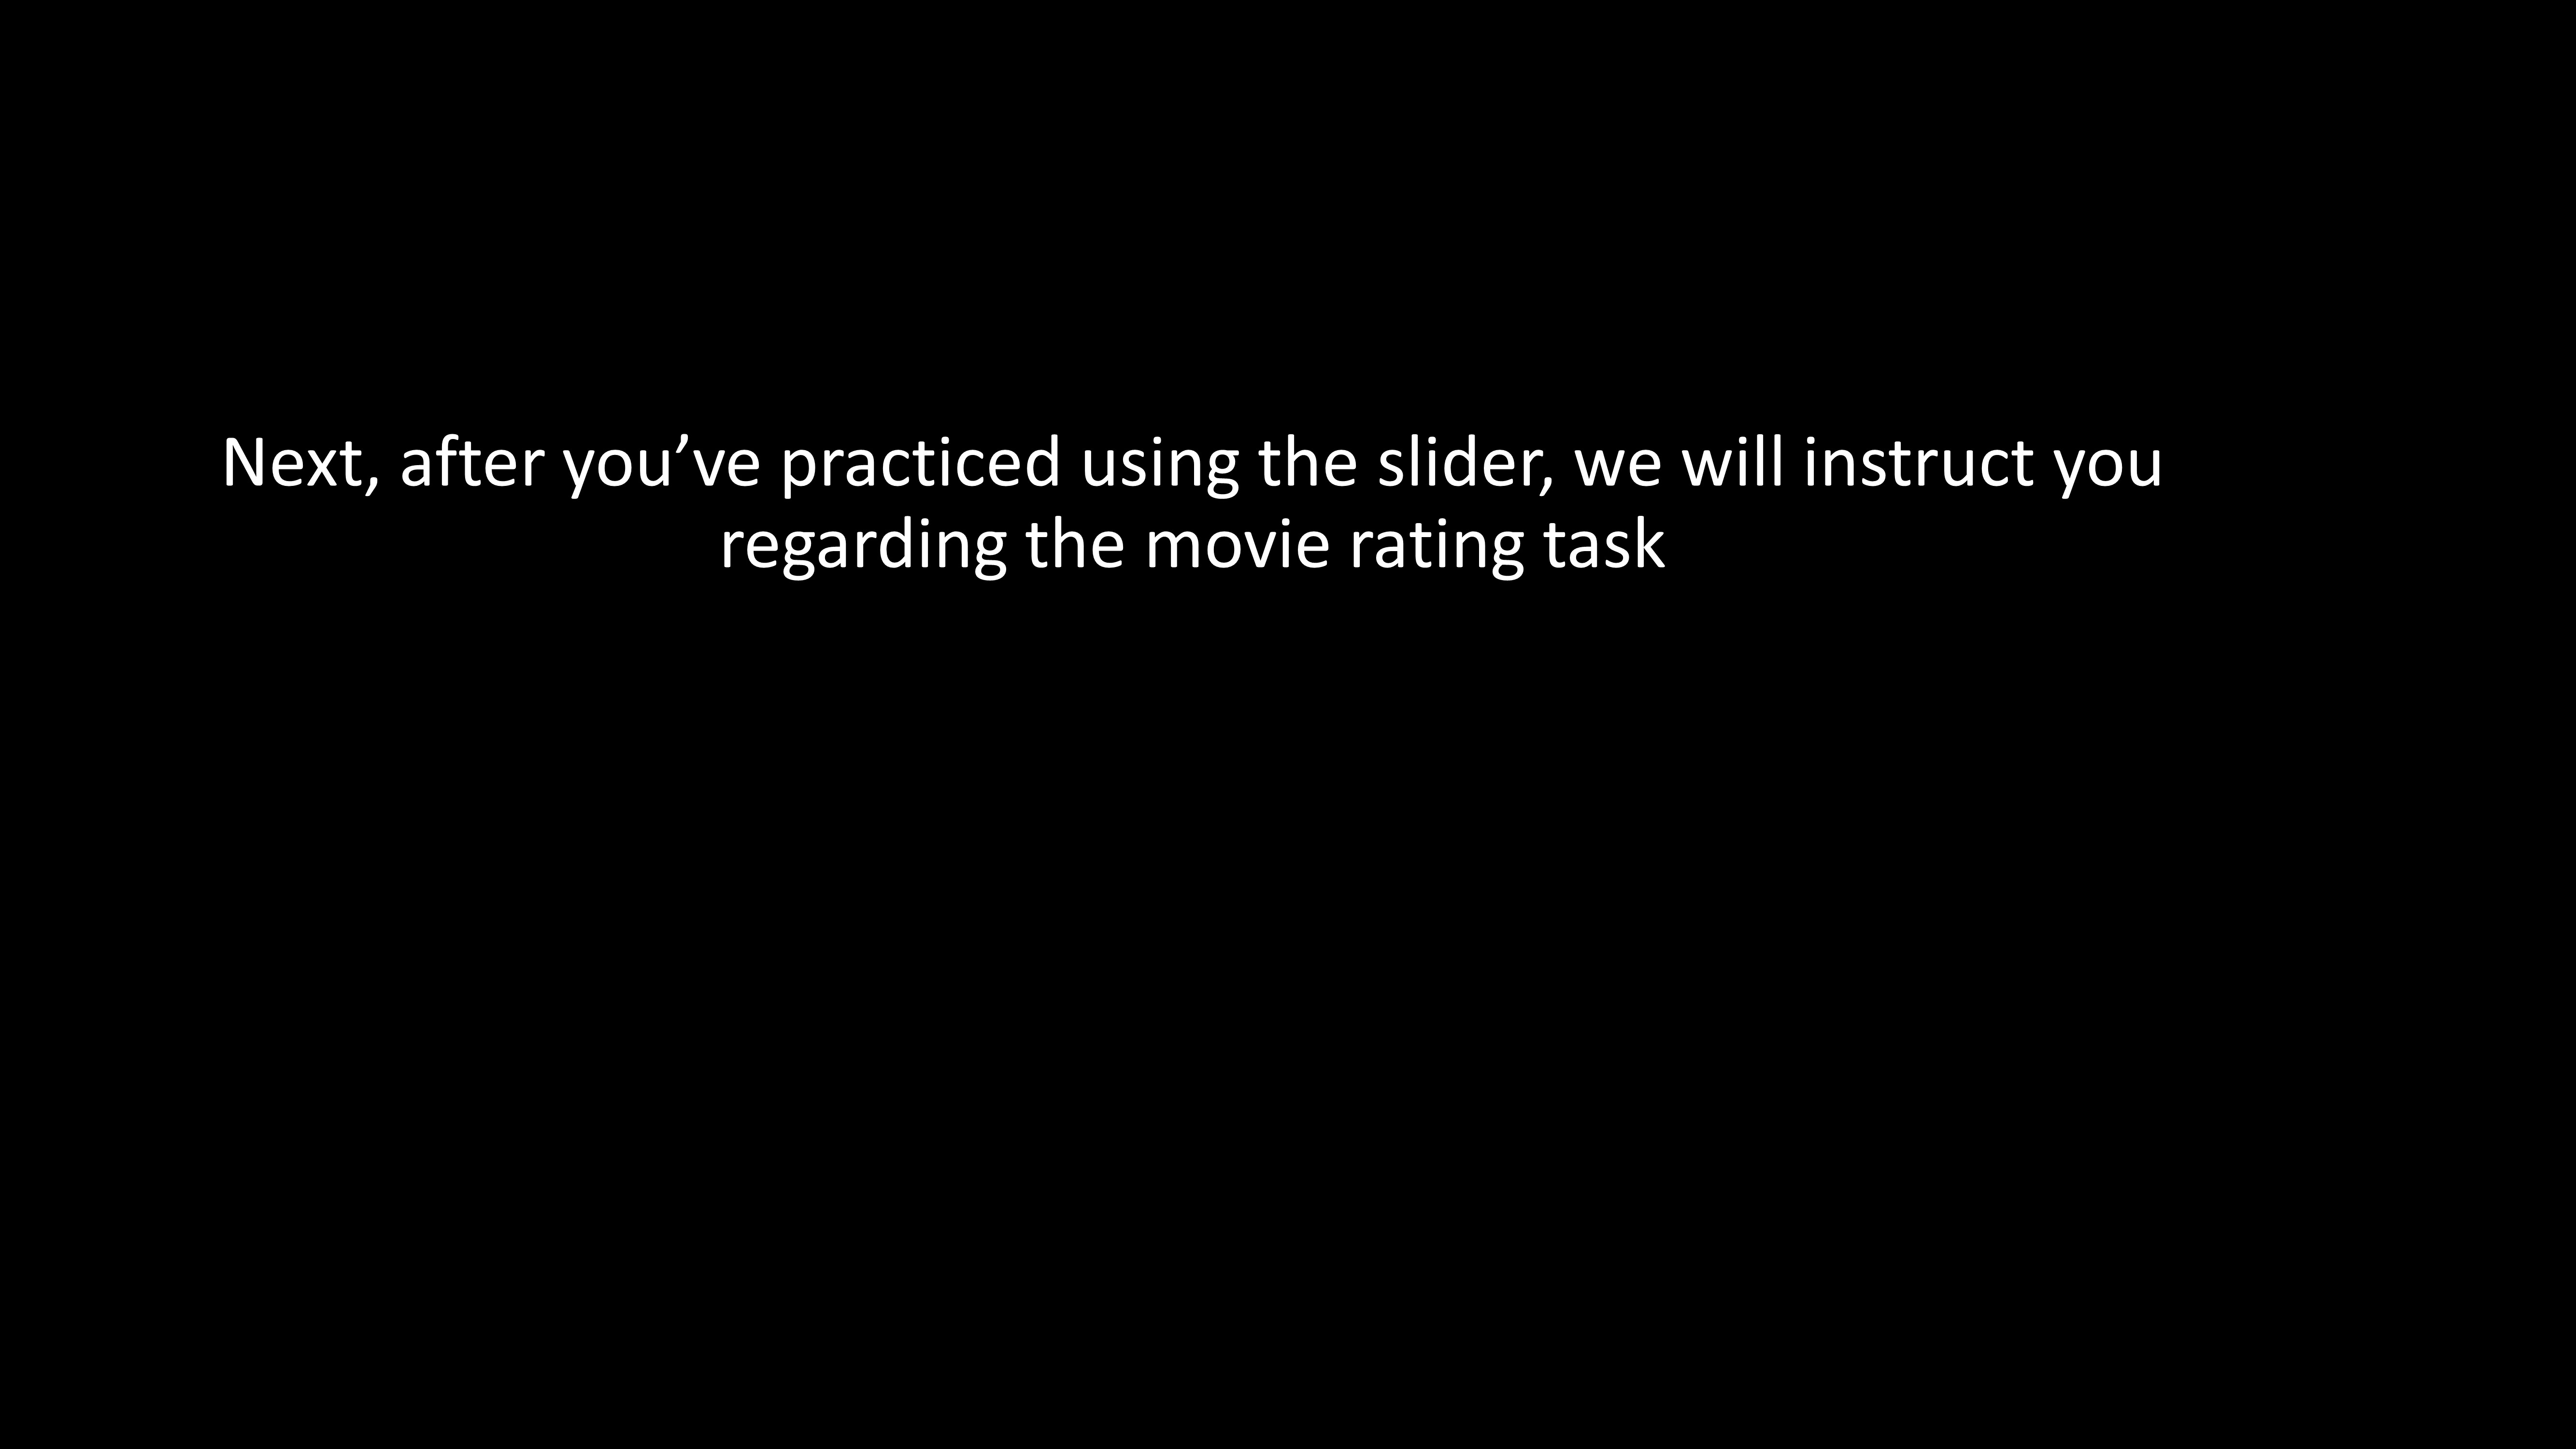 Next, after you’ve practiced using the slider, we will instruct you
regarding the movie rating task